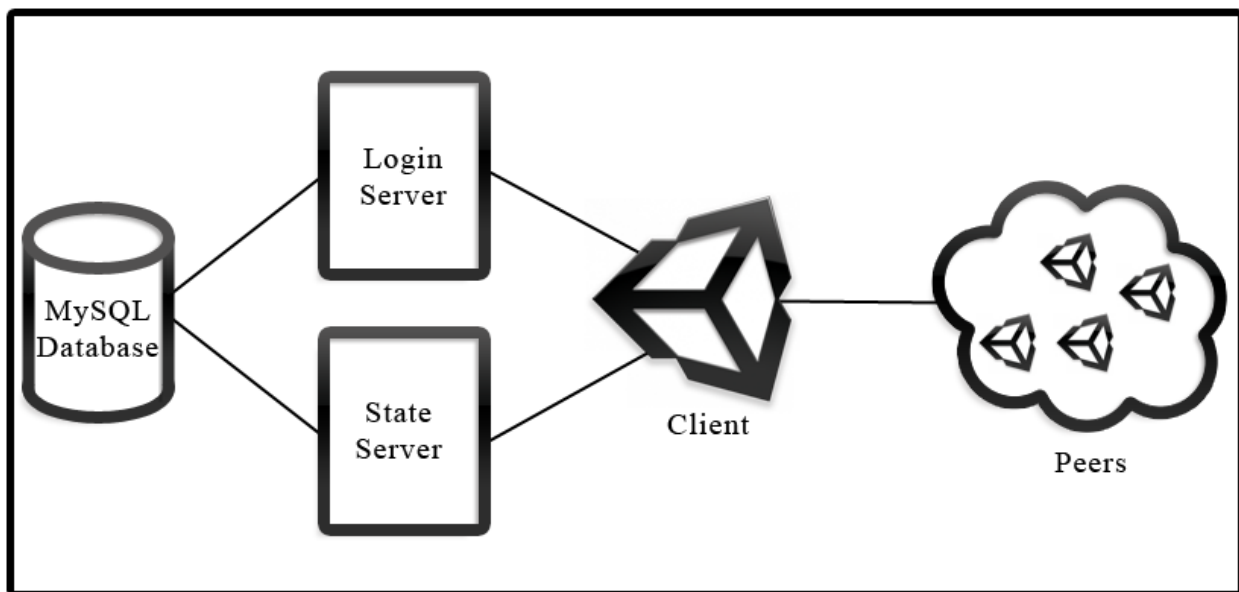 MySQL
Database
Login
Server
State
Server
Client
Peers